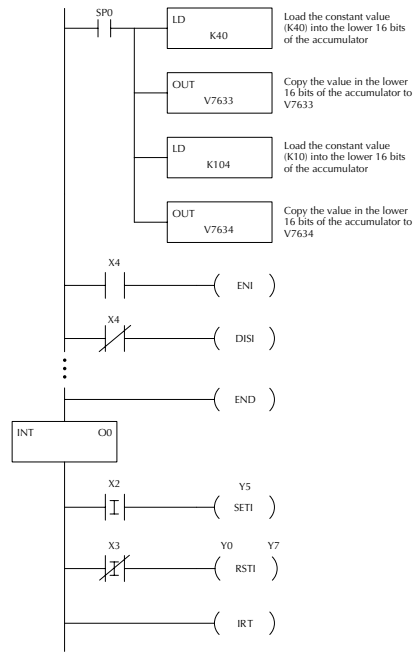 SP0
LD
K40
Load the constant value
(K40) into the lower 16 bits
of the accumulator
OUT
V7633
Copy the value in the lower
16 bits of the accumulator to
V7633
LD
K104
Load the constant value
(K10) into the lower 16 bits
of the accumulator
OUT
V7634
Copy the value in the lower
16 bits of the accumulator to
V7634
X4
ENI
X4
DISI
END
INT O0
X2
Y5
SETI
X3
Y0 Y7
RSTI
IRT